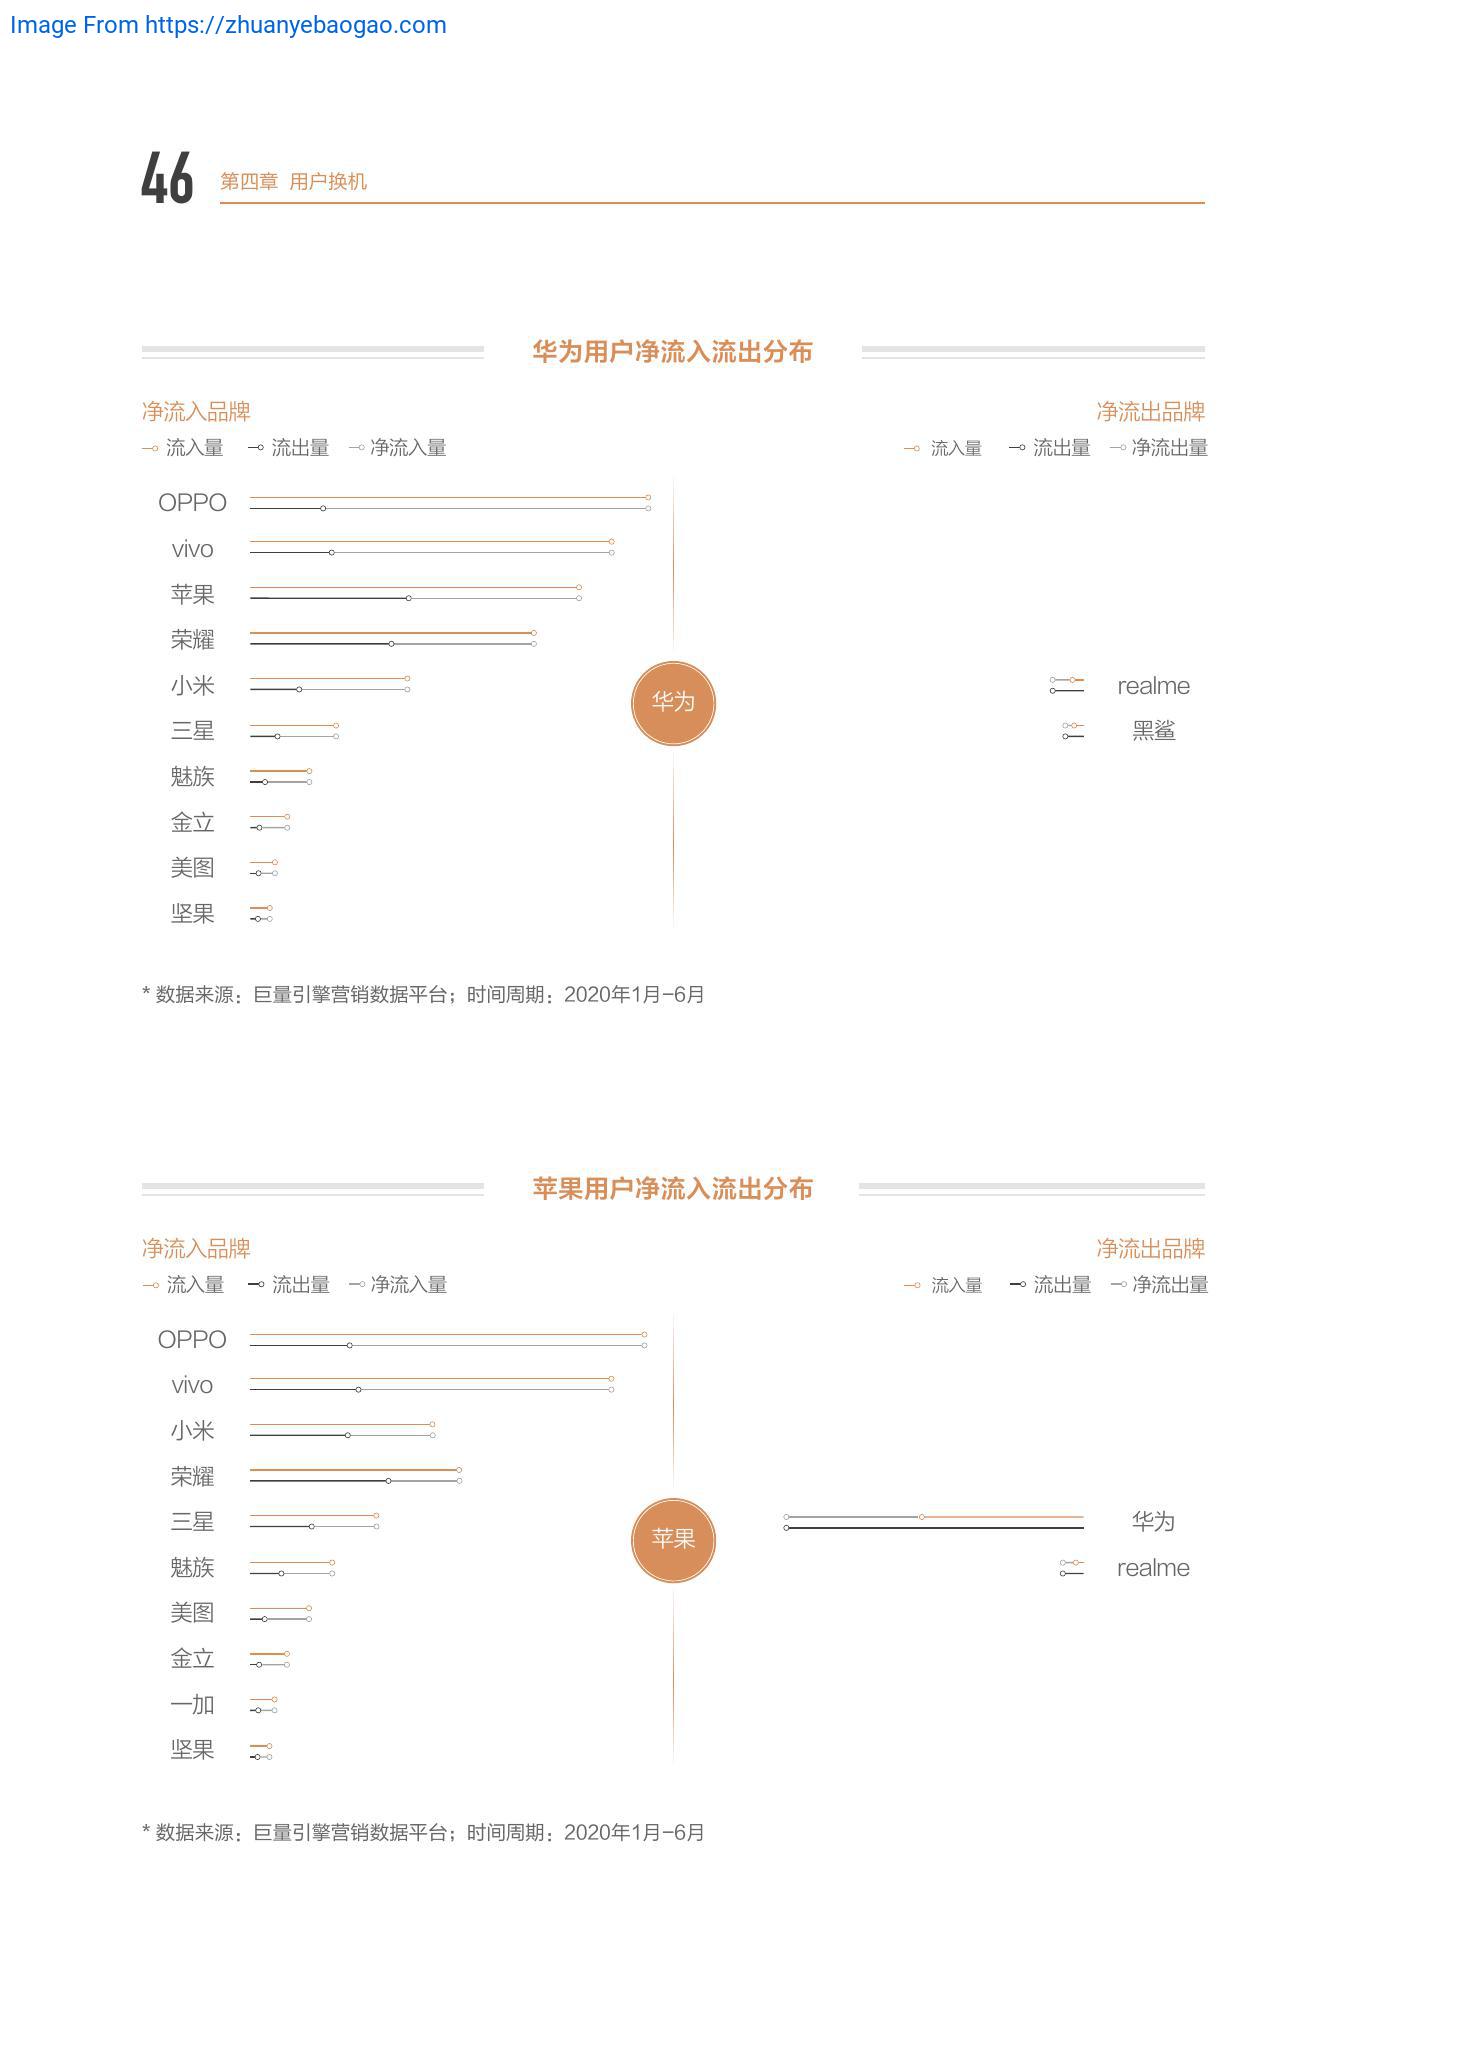 Image From https://zhuanyebaogao.com
46 第四章 用户换机
华为用户净流入流出分布
净流入品牌 净流出品牌
流入量 流出量 净流入量 流入量 流出量 净流出量
OPPO
vivo
苹果
荣耀
小米 华为 realme
三星 黑鲨
魅族
金立
美图
坚果
* 数据来源：巨量引擎营销数据平台；时间周期：2020年1月-6月
苹果用户净流入流出分布
净流入品牌 净流出品牌
流入量 流出量 净流入量 流入量 流出量 净流出量
OPPO
vivo
小米
荣耀
三星 苹果 华为
魅族 realme
美图
金立
一加
坚果
* 数据来源：巨量引擎营销数据平台；时间周期：2020年1月-6月